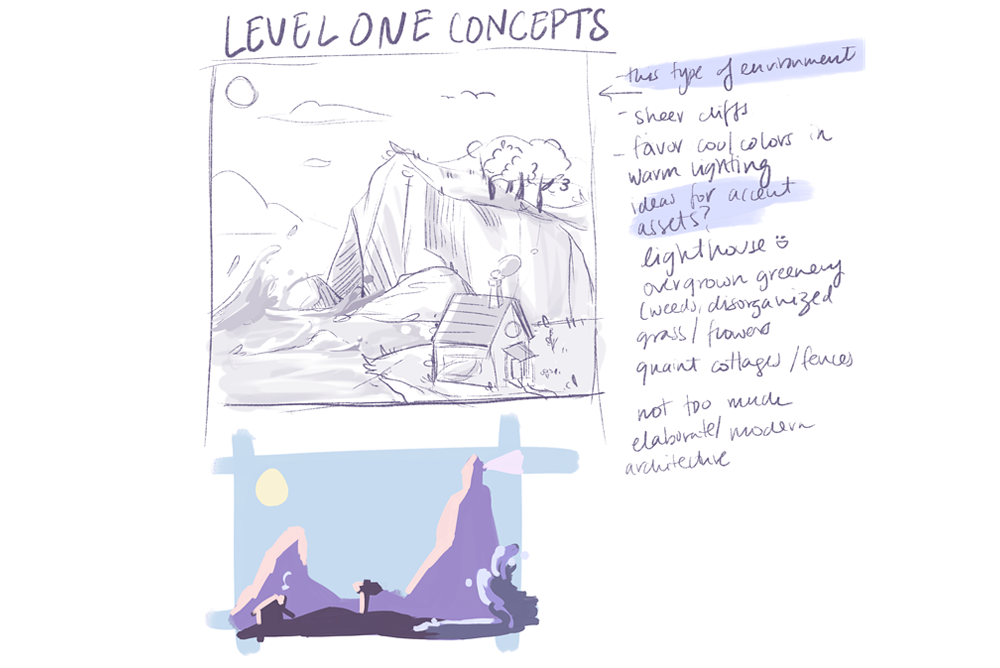 LEVEL ONE CONCEPTS
- this type of environment
- sheer cliffs
- favor cool colors in
warm lighting
ideas for accent
assets?
lighthouse
overgrown greenery
(weeds, disorganized
grass / flowers
quaint cottages / fences
not too much
elaborate/ modern
architecture